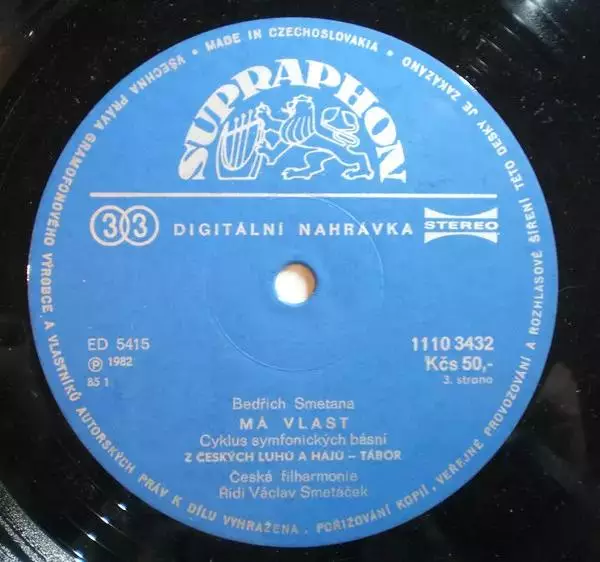 MADE IN CZECHOSLOVAKIA •
VŠECHNA PRÁVA GRAMOFONOVÉHO VÝROBCE A VLASTNÍKŮ AUTORSKÝCH PRÁV K DÍLU VYHRAŽENA. POŘIZOVÁNÍ KOPIÍ, VEŘEJNÉ PROVOZOVÁNÍ A ROZHLASOVÉ ŠÍŘENÍ TÉTO DESKY JE ZAKÁZÁNO •
SUPRAPHON
33 DIGITÁLNÍ NAHRÁVKA STEREO
ED 5415 1110 3432
Ⓟ 1982 Kčs 50,-
85 1 3. strana
Bedřich Smetana
MÁ VLAST
Cyklus symfonických básní
Z ČESKÝCH LUHŮ A HÁJŮ – TÁBOR
Česká filharmonie
Řídí Václav Smetáček